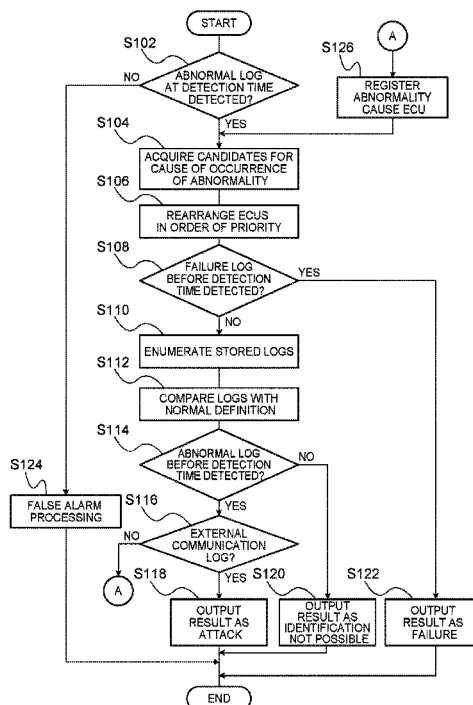 START
S102
NO
ABNORMAL LOG
AT DETECTION TIME
DETECTED?
YES
A
S126
REGISTER
ABNORMALITY
CAUSE ECU
S104
ACQUIRE CANDIDATES FOR
CAUSE OF OCCURRENCE
OF ABNORMALITY
S106
REARRANGE ECUS
IN ORDER OF PRIORITY
S108
FAILURE LOG
BEFORE DETECTION
TIME DETECTED?
YES
NO
S110
ENUMERATE STORED LOGS
S112
COMPARE LOGS WITH
NORMAL DEFINITION
S114
ABNORMAL LOG
BEFORE DETECTION
TIME DETECTED?
NO
YES
S124
FALSE ALARM
PROCESSING
S116
NO
EXTERNAL
COMMUNICATION
LOG?
YES
A
S118
OUTPUT
RESULT AS
ATTACK
S120
OUTPUT
RESULT AS
IDENTIFICATION
NOT POSSIBLE
S122
OUTPUT
RESULT AS
FAILURE
END